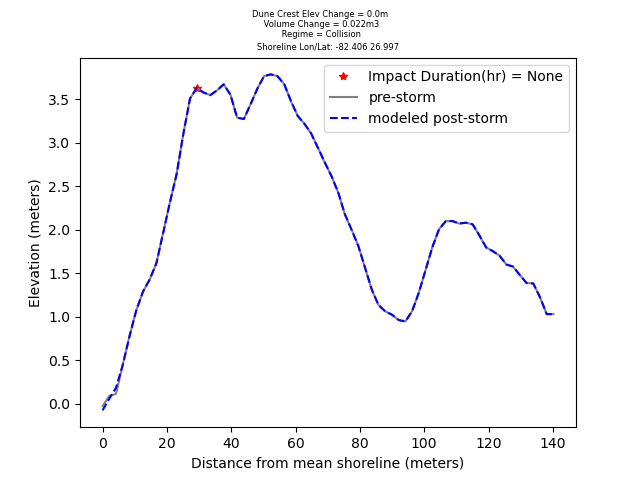 Dune Crest Elev Change = 0.0m
Volume Change = 0.022m3
Regime = Collision
Shoreline Lon/Lat: -82.406 26.997
Impact Duration(hr) = None
pre-storm
modeled post-storm
Elevation (meters)
3.5
3.0
2.5
2.0
1.5
1.0
0.5
0.0
0 20 40 60 80 100 120 140
Distance from mean shoreline (meters)